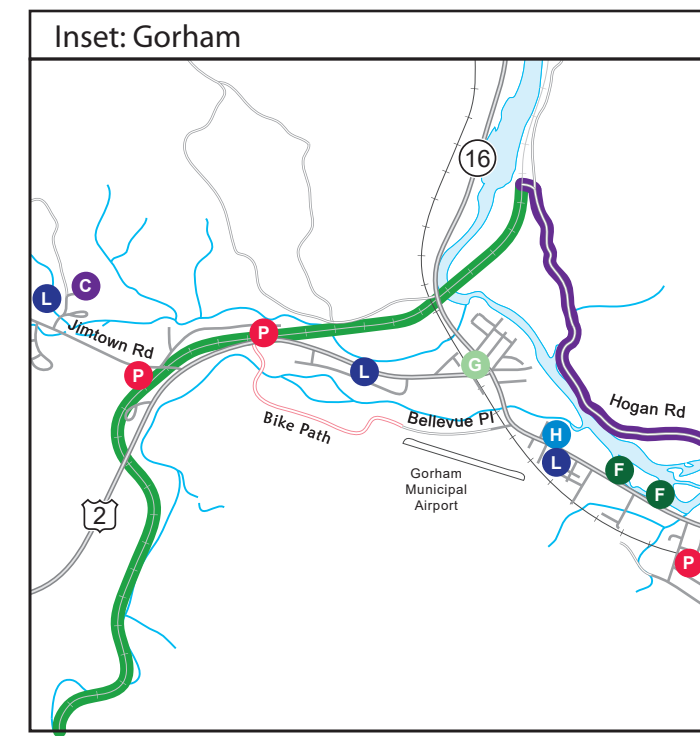 Inset: Gorham
16
C
L
Jimtown Rd
P
P
L
G
Hogan Rd
Bike Path
Bellevue Pl
H
L
F
F
Gorham
Municipal
Airport
2
P